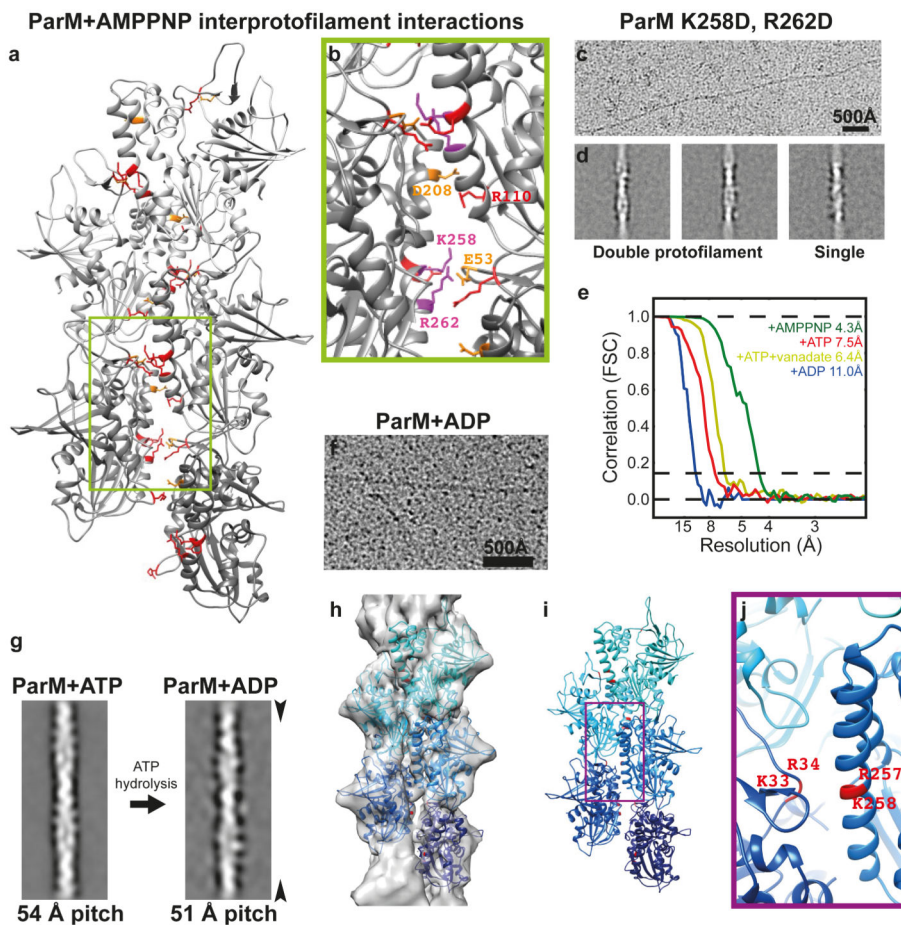 ParM+AMPPNP interprotofilament interactions
ParM K258D, R262D
a
b
D208
R110
K258
E53
R262
c
500Å
d
Double protofilament
Single
e
+AMPPNP 4.3Å
+ATP 7.5Å
+ATP+vanadate 6.4Å
+ADP 11.0Å
1.0
0.8
0.6
0.4
0.2
0.0
Correlation (FSC)
15 8 5 4 3
Resolution (Å)
ParM+ADP
f
500Å
g
ParM+ATP
ParM+ADP
ATP
hydrolysis
54 Å pitch
51 Å pitch
h
i
j
R34
K33
R257
K258